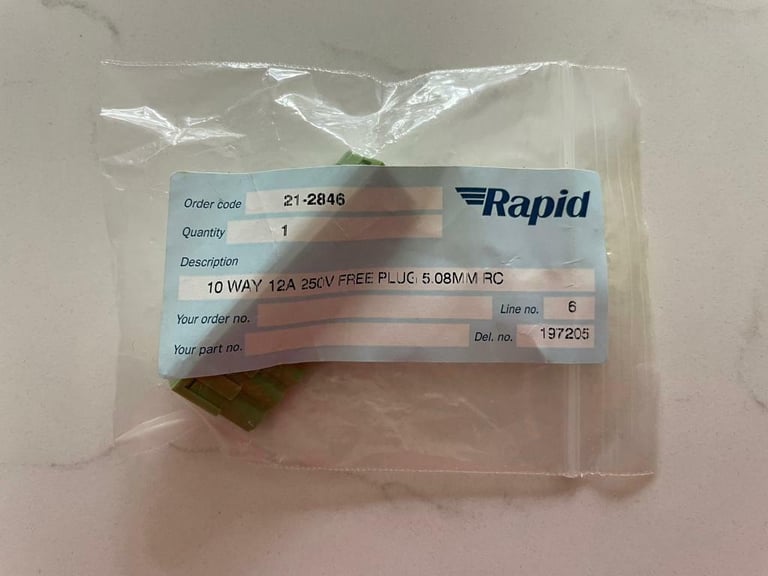 Rapid
Order code 21-2846
Quantity 1
Description
10 WAY 12A 250V FREE PLUG 5.08MM RC
Your order no. Line no. 6
Your part no. Del. no. 197205